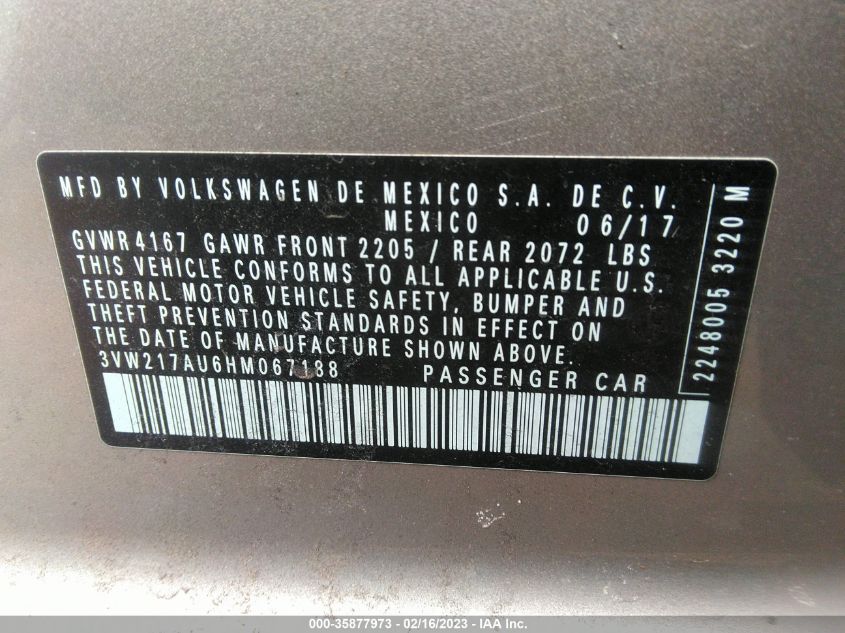 MFD BY VOLKSWAGEN DE MEXICO S.A. DE C.V.
MEXICO 06/17
GVWR 4167 GAWR FRONT 2205 / REAR 2072 LBS
THIS VEHICLE CONFORMS TO ALL APPLICABLE U.S.
FEDERAL MOTOR VEHICLE SAFETY, BUMPER AND
THEFT PREVENTION STANDARDS IN EFFECT ON
THE DATE OF MANUFACTURE SHOWN ABOVE.
3VW217AU6HM067188 PASSENGER CAR
2248005 3220 M
000-35877973 - 02/16/2023 - IAA Inc.